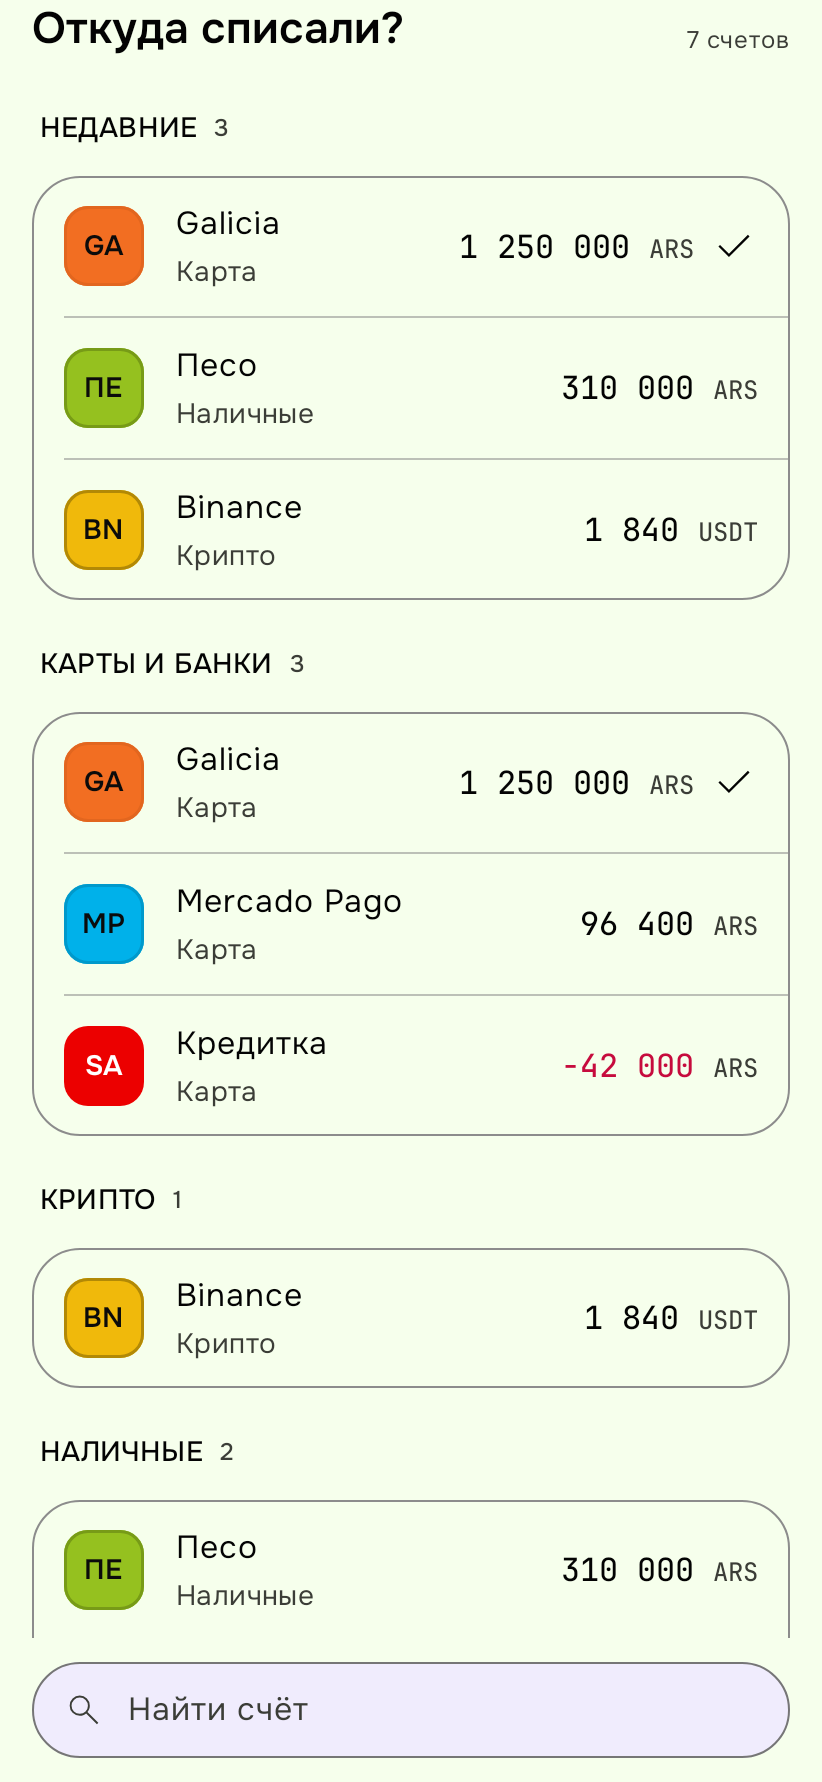 Откуда списали?
7 счетов
НЕДАВНИЕ 3
GA Galicia 1 250 000 ARS
Карта
ПЕ Песо 310 000 ARS
Наличные
BN Binance 1 840 USDT
Крипто
КАРТЫ И БАНКИ 3
GA Galicia 1 250 000 ARS
Карта
MP Mercado Pago 96 400 ARS
Карта
SA Кредитка -42 000 ARS
Карта
КРИПТО 1
BN Binance 1 840 USDT
Крипто
НАЛИЧНЫЕ 2
ПЕ Песо 310 000 ARS
Наличные
Найти счёт